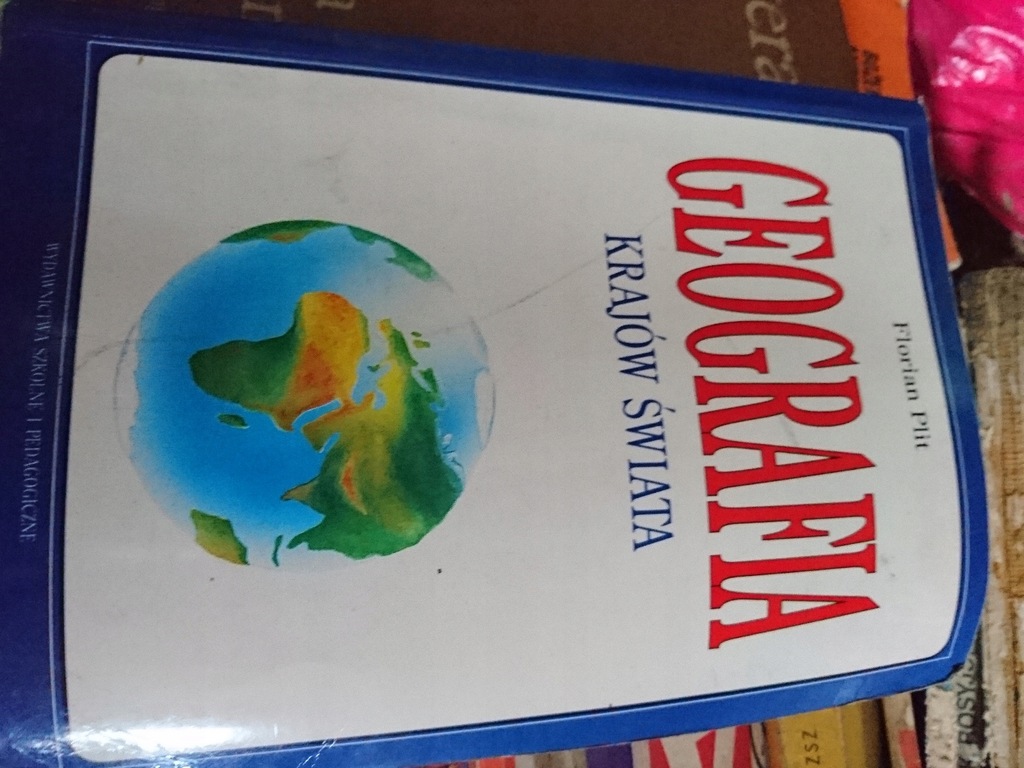 Florian Plit
GEOGRAFIA
KRAJÓW ŚWIATA
WYDAWNICTWA SZKOLNE I PEDAGOGICZNE